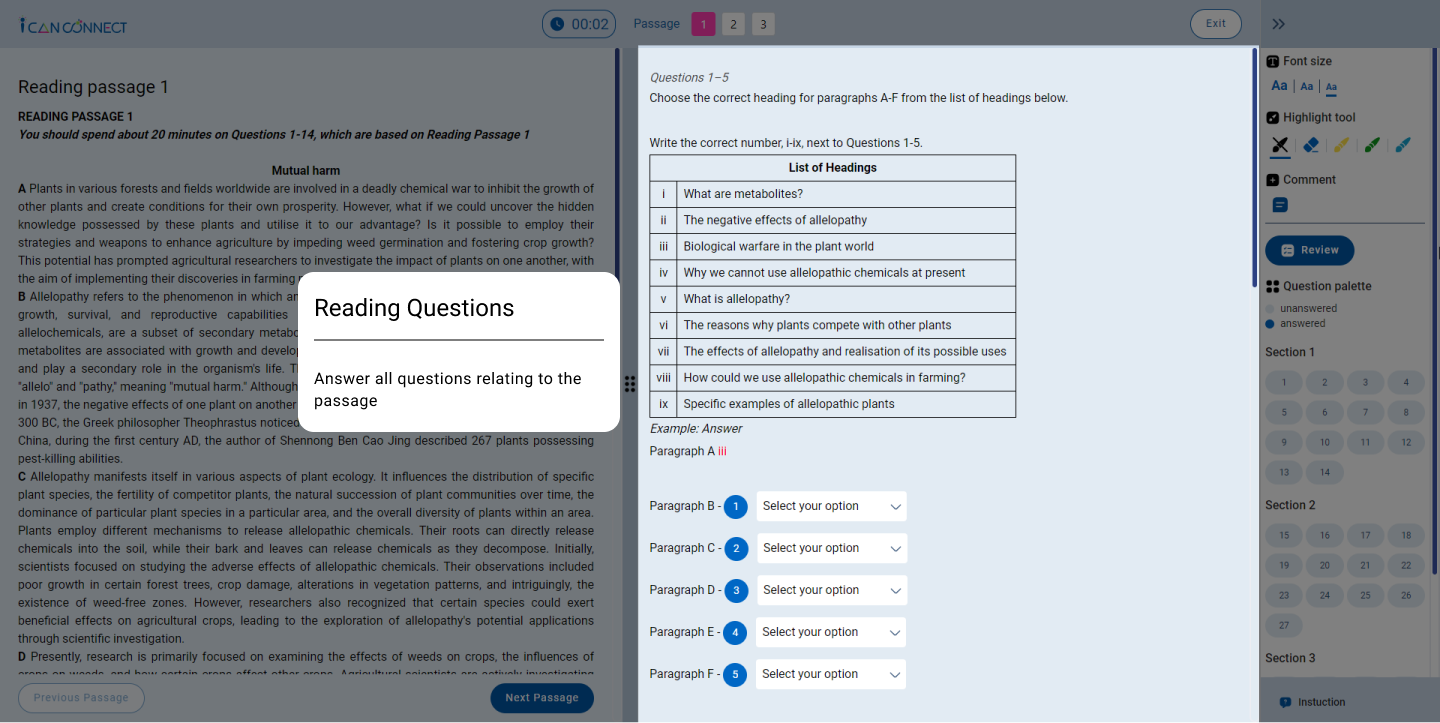 i CAN CONNECT
00:02
Passage 1 2 3
Exit
Reading passage 1
READING PASSAGE 1
You should spend about 20 minutes on Questions 1-14, which are based on Reading Passage 1
Mutual harm
A Plants in various forests and fields worldwide are involved in a deadly chemical war to inhibit the growth of
other plants and create conditions for their own prosperity. However, what if we could uncover the hidden
knowledge possessed by these plants and utilise it to our advantage? Is it possible to employ their
strategies and weapons to enhance agriculture by impeding weed germination and fostering crop growth?
This potential has prompted agricultural researchers to investigate the impact of plants on one another, with
the aim of implementing their discoveries in farming
B Allelopathy refers to the phenomenon in which an
growth, survival, and reproductive capabilities
allelochemicals, are a subset of secondary metabo
metabolites are associated with growth and develop
and play a secondary role in the organism's life. Th
"allelo" and "pathy," meaning "mutual harm." Although
in 1937, the negative effects of one plant on another
300 BC, the Greek philosopher Theophrastus noticed
China, during the first century AD, the author of Shennong Ben Cao Jing described 267 plants possessing
pest-killing abilities.
C Allelopathy manifests itself in various aspects of plant ecology. It influences the distribution of specific
plant species, the fertility of competitor plants, the natural succession of plant communities over time, the
dominance of particular plant species in a particular area, and the overall diversity of plants within an area.
Plants employ different mechanisms to release allelopathic chemicals. Their roots can directly release
chemicals into the soil, while their bark and leaves can release chemicals as they decompose. Initially,
scientists focused on studying the adverse effects of allelopathic chemicals. Their observations included
poor growth in certain forest trees, crop damage, alterations in vegetation patterns, and intriguingly, the
existence of weed-free zones. However, researchers also recognized that certain species could exert
beneficial effects on agricultural crops, leading to the exploration of allelopathy's potential applications
through scientific investigation.
D Presently, research is primarily focused on examining the effects of weeds on crops, the influences of
crops on weeds, and how certain crops affect other crops. Agricultural scientists are actively investigating
Previous Passage
Next Passage
Reading Questions
Answer all questions relating to the
passage
Questions 1–5
Choose the correct heading for paragraphs A-F from the list of headings below.
Write the correct number, i-ix, next to Questions 1-5.
List of Headings
i What are metabolites?
ii The negative effects of allelopathy
iii Biological warfare in the plant world
iv Why we cannot use allelopathic chemicals at present
v What is allelopathy?
vi The reasons why plants compete with other plants
vii The effects of allelopathy and realisation of its possible uses
viii How could we use allelopathic chemicals in farming?
ix Specific examples of allelopathic plants
Example: Answer
Paragraph A iii
Paragraph B - 1 Select your option
Paragraph C - 2 Select your option
Paragraph D - 3 Select your option
Paragraph E - 4 Select your option
Paragraph F - 5 Select your option
Font size
Aa Aa Aa
Highlight tool
Comment
Review
Question palette
unanswered
answered
Section 1
1 2 3 4
5 6 7 8
9 10 11 12
13 14
Section 2
15 16 17 18
19 20 21 22
23 24 25 26
27
Section 3
Instuction